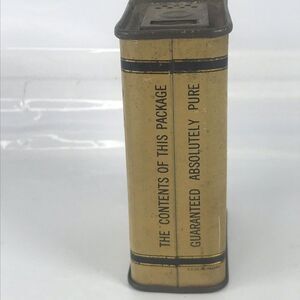 THE CONTENTS OF THIS PACKAGE
GUARANTEED ABSOLUTELY PURE